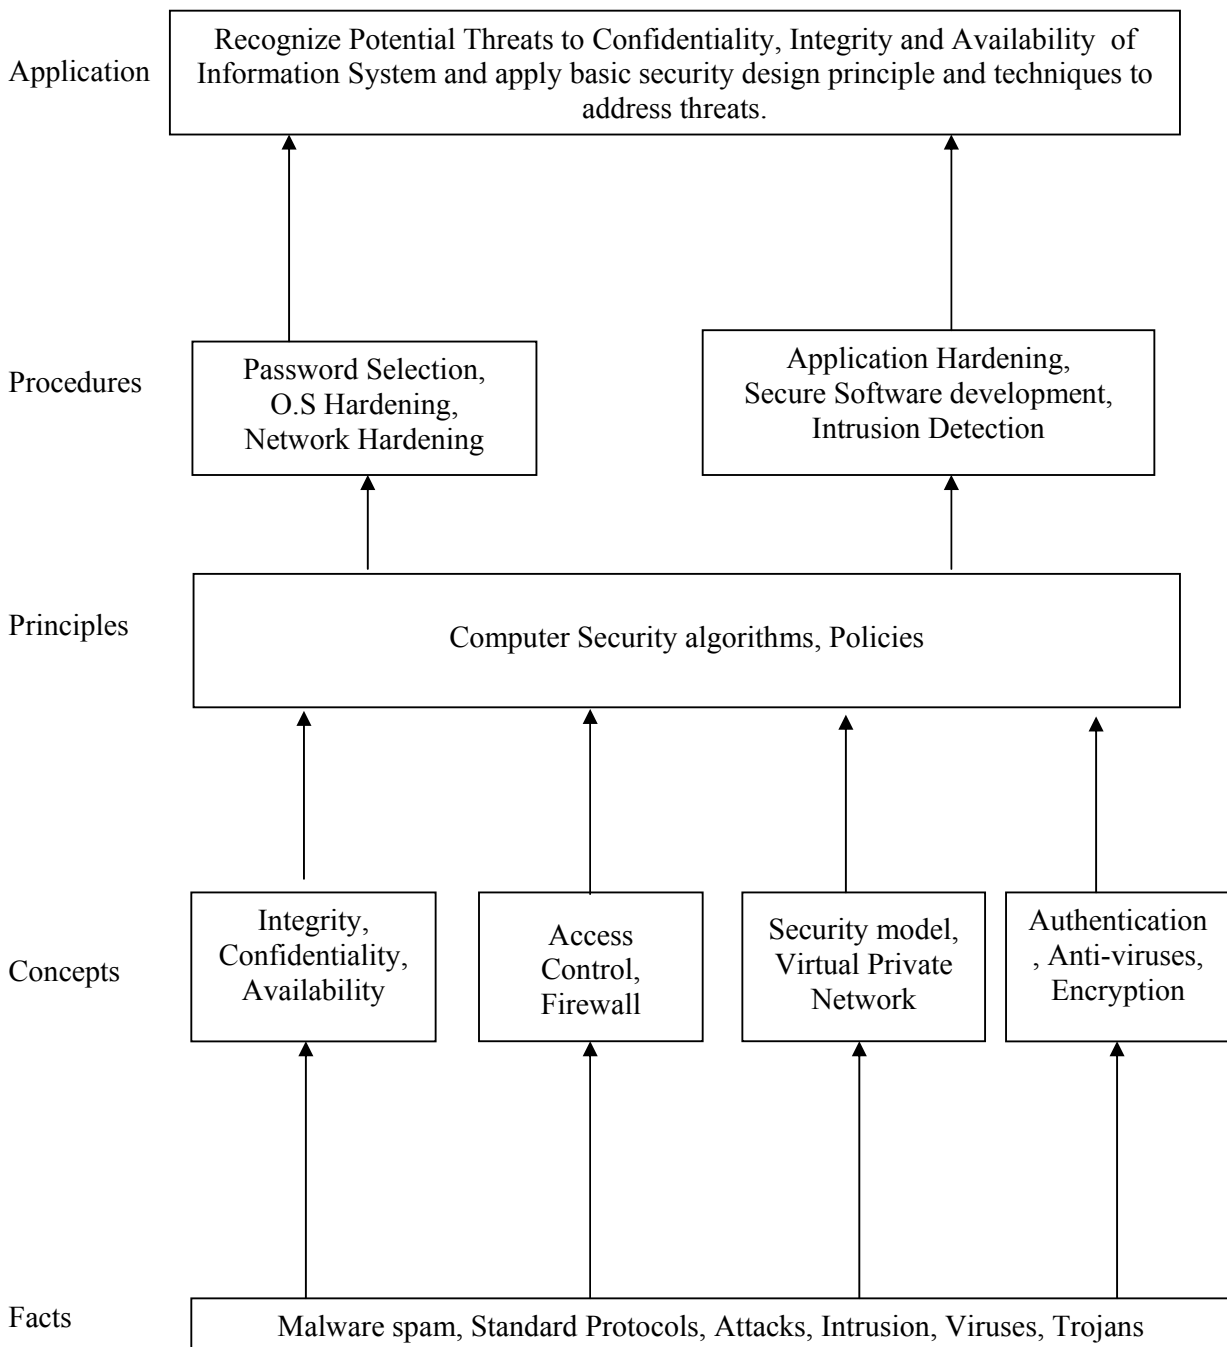 Application
Recognize Potential Threats to Confidentiality, Integrity and Availability of
Information System and apply basic security design principle and techniques to
address threats.
Procedures
Password Selection,
O.S Hardening,
Network Hardening
Application Hardening,
Secure Software development,
Intrusion Detection
Principles
Computer Security algorithms, Policies
Concepts
Integrity,
Confidentiality,
Availability
Access
Control,
Firewall
Security model,
Virtual Private
Network
Authentication
, Anti-viruses,
Encryption
Facts
Malware spam, Standard Protocols, Attacks, Intrusion, Viruses, Trojans